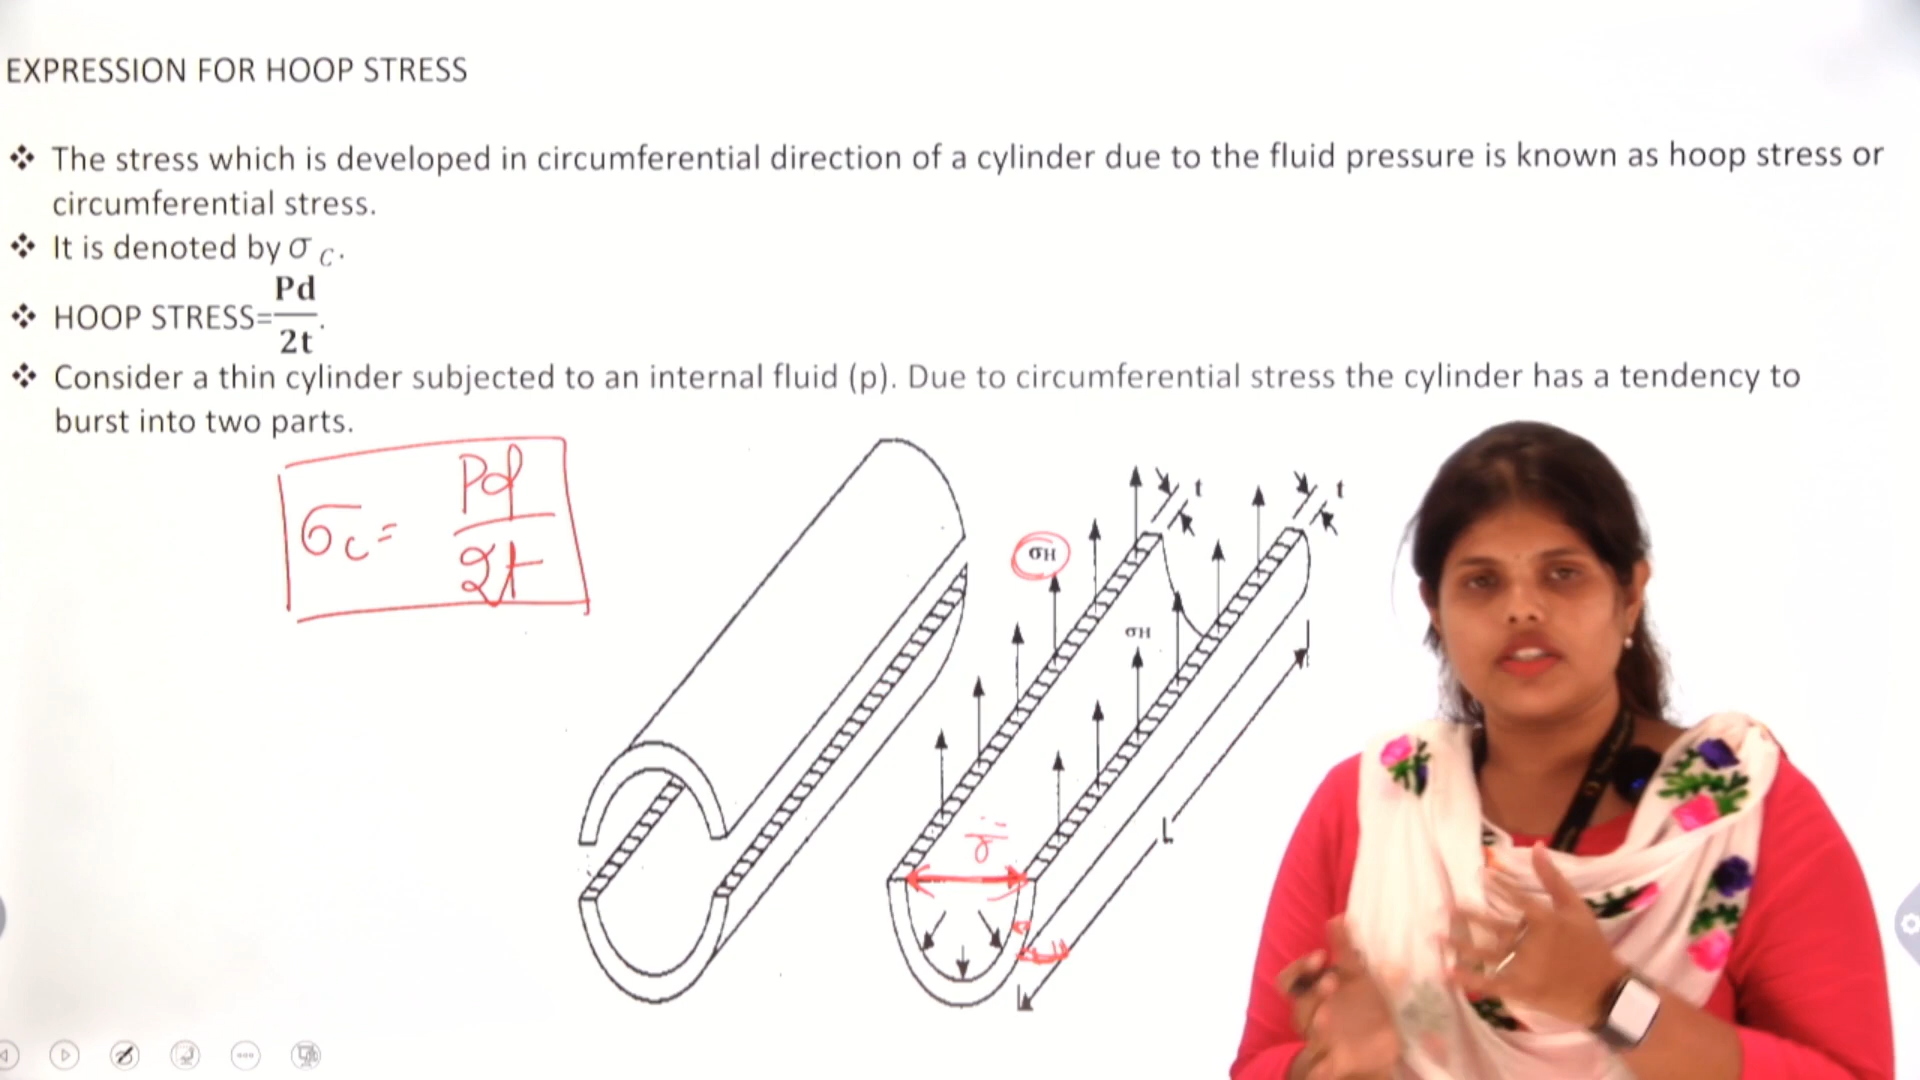 EXPRESSION FOR HOOP STRESS
❖ The stress which is developed in circumferential direction of a cylinder due to the fluid pressure is known as hoop stress or
circumferential stress.
❖ It is denoted by σ C.
❖ HOOP STRESS=Pd/2t.
❖ Consider a thin cylinder subjected to an internal fluid (p). Due to circumferential stress the cylinder has a tendency to
burst into two parts.
σc = Pd/2t
t
t
σH
σH
L